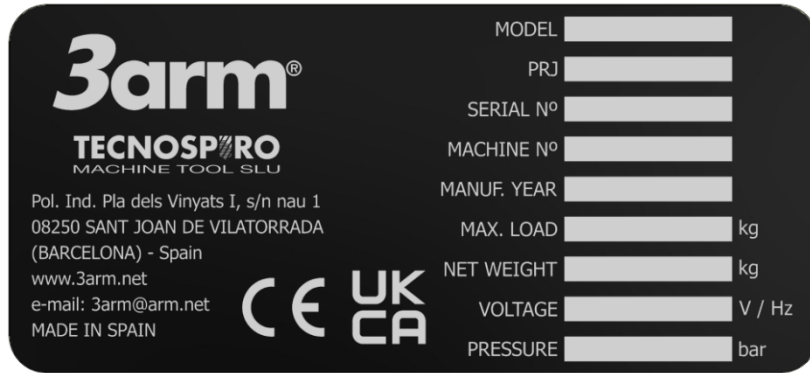 3arm®
TECNOSPIRO
MACHINE TOOL SLU
Pol. Ind. Pla dels Vinyats I, s/n nau 1
08250 SANT JOAN DE VILATORRADA
(BARCELONA) - Spain
www.3arm.net
e-mail: 3arm@arm.net
MADE IN SPAIN
CE
UK
CA
MODEL
PRJ
SERIAL Nº
MACHINE Nº
MANUF. YEAR
MAX. LOAD kg
NET WEIGHT kg
VOLTAGE V / Hz
PRESSURE bar